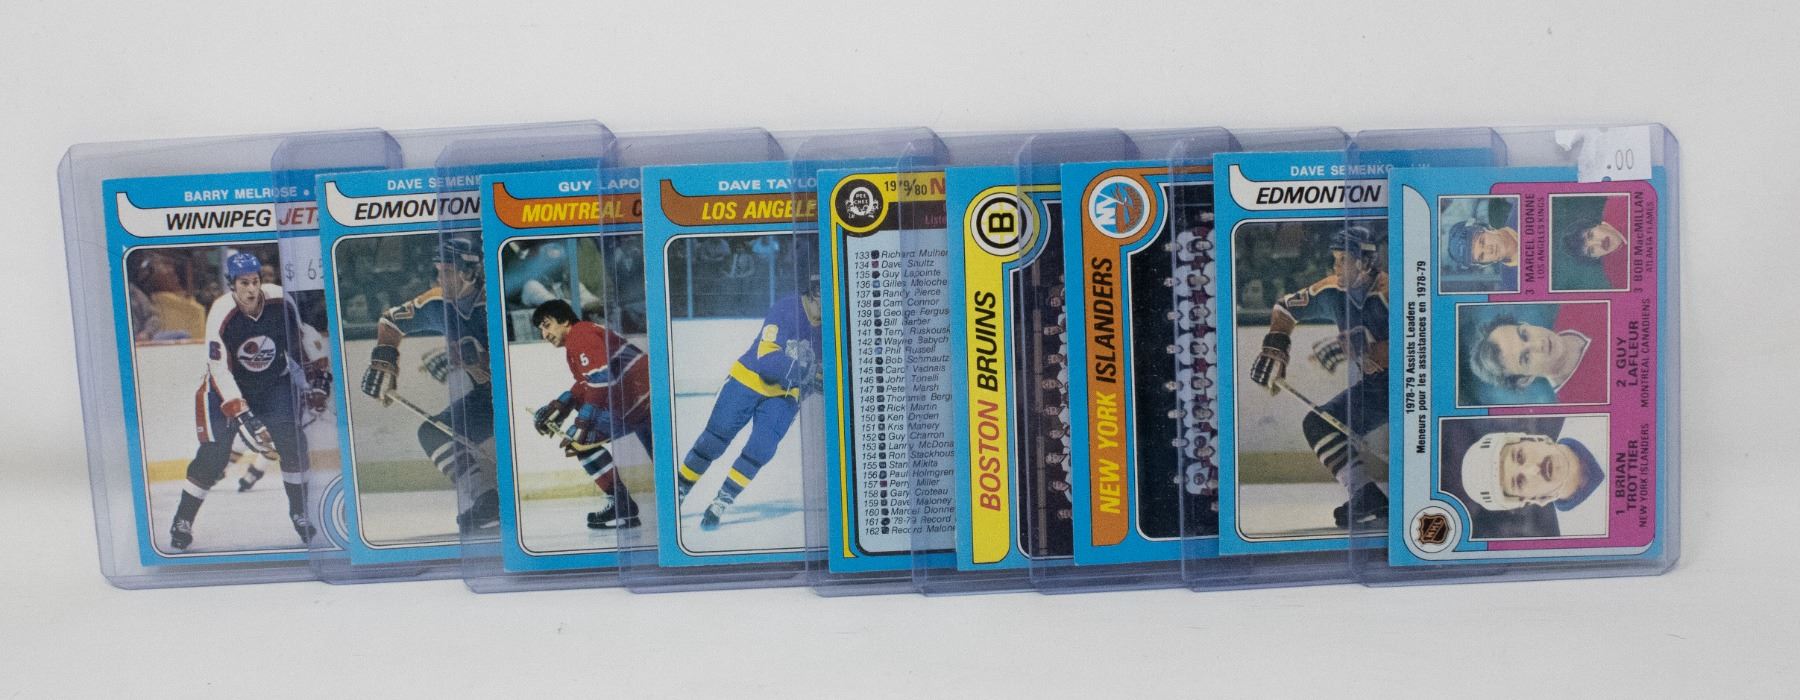 BARRY MELROSE •
WINNIPEG JETS
$ 65
DAVE SEMENK
EDMONTON
GUY LAPO
MONTREAL C
5
DAVE TAYLO
LOS ANGELE
1979/80 N
Liste
133 Richard Mulher
134 Dave Shultz
135 Guy Lapointe
136 Gilles Meloche
137 Randy Pierce
138 Cam Connor
139 George Fergus
140 Bill Barber
141 Terry Ruskousk
142 Wayne Babych
143 Phil Russell
144 Bob Schmautz
145 Carol Vadnais
146 John Tonelli
147 Peter Marsh
148 Thommie Berg
149 Rick Martin
150 Ken Dryden
151 Kris Manery
152 Guy Charron
153 Lanny McDona
154 Ron Stackhous
155 Stan Mikita
156 Paul Holmgren
157 Perry Miller
158 Gary Croteau
159 Dave Maloney
160 Marcel Dionne
161 '78-79 Record
162 Record Malone
B
BOSTON BRUINS
NY
NEW YORK ISLANDERS
DAVE SEMENKO
EDMONTON
.00
1978-79 Assists Leaders
Meneurs pour les assistances en 1978-79
1 BRIAN TROTTIER
NEW YORK ISLANDERS
2 GUY LAFLEUR
MONTREAL CANADIENS
3 MARCEL DIONNE
LOS ANGELES KINGS
3 BOB MacMILLAN
ATLANTA FLAMES
NHL